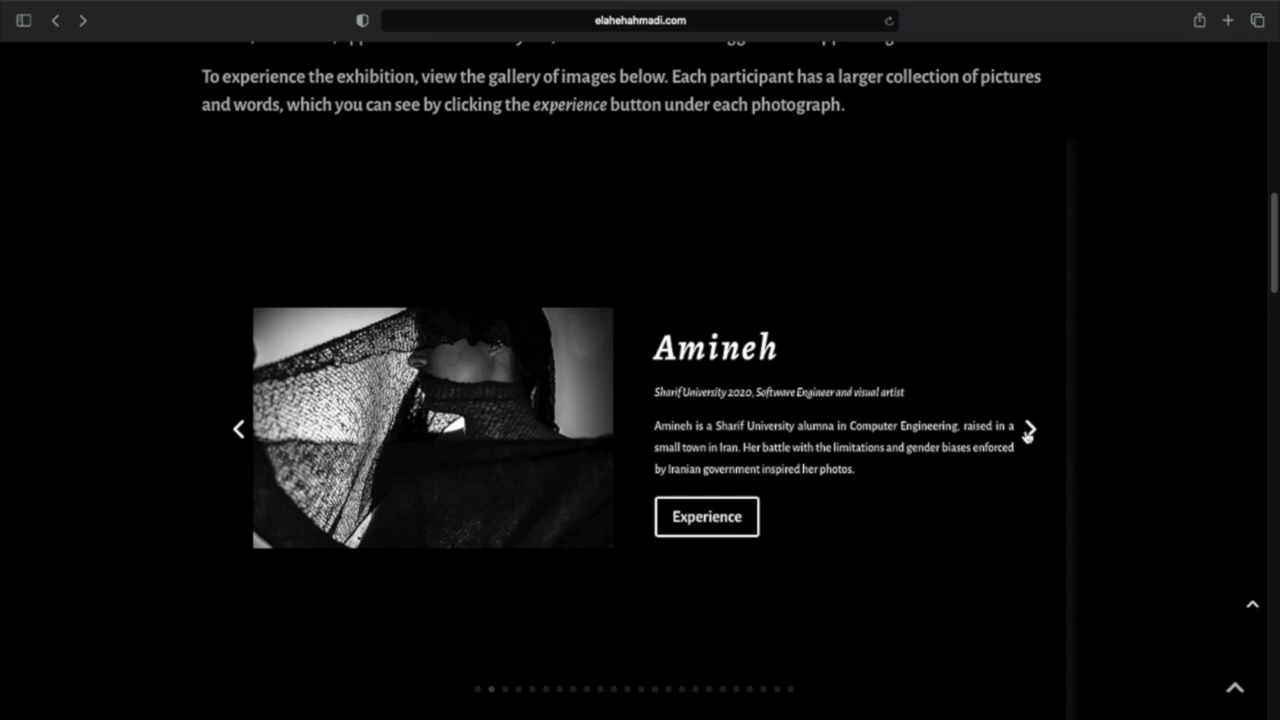 elahehahmadi.com
To experience the exhibition, view the gallery of images below. Each participant has a larger collection of pictures
and words, which you can see by clicking the experience button under each photograph.
Amineh
Sharif University 2020, Software Engineer and visual artist
Amineh is a Sharif University alumna in Computer Engineering, raised in a
small town in Iran. Her battle with the limitations and gender biases enforced
by Iranian government inspired her photos.
Experience